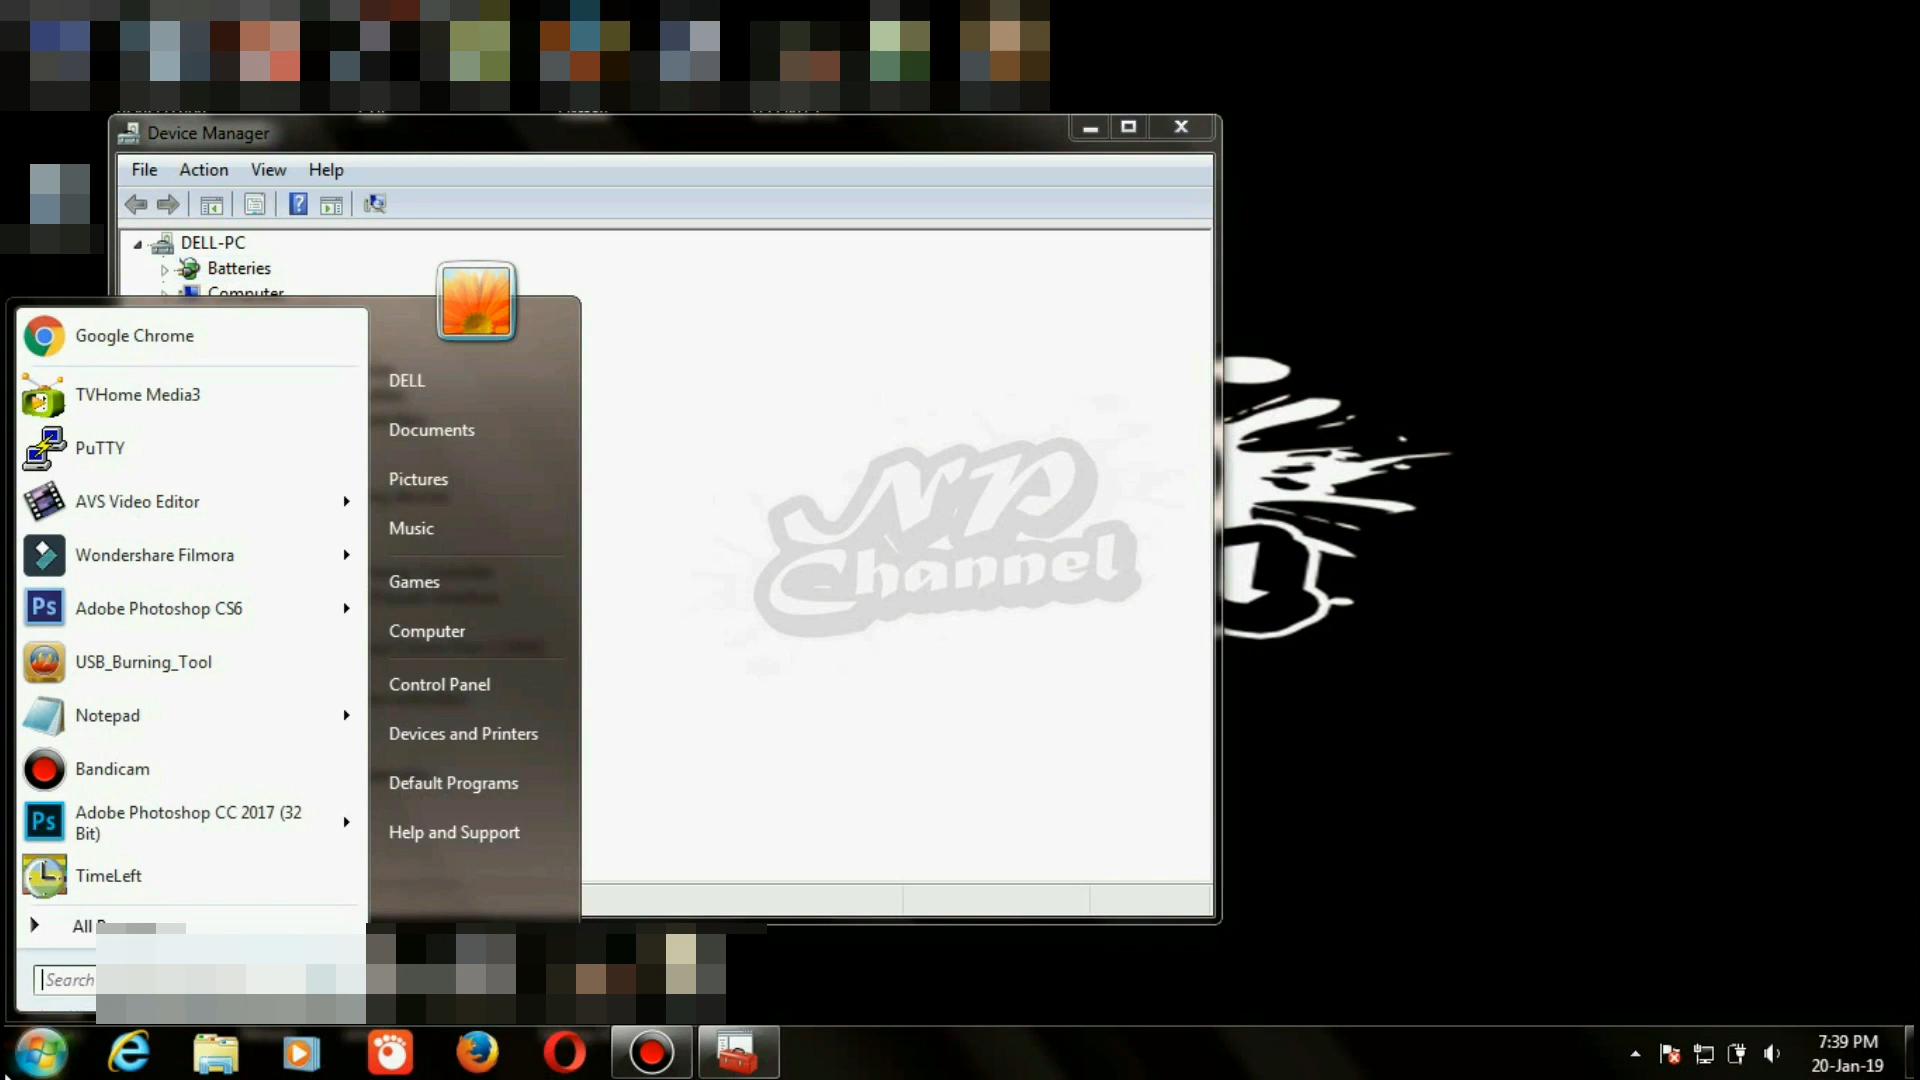 Device Manager
File Action View Help
DELL-PC
Batteries
Computer
Google Chrome
TVHome Media3
PuTTY
AVS Video Editor
Wondershare Filmora
Adobe Photoshop CS6
USB_Burning_Tool
Notepad
Bandicam
Adobe Photoshop CC 2017 (32
Bit)
TimeLeft
All
Search
DELL
Documents
Pictures
Music
Games
Computer
Control Panel
Devices and Printers
Default Programs
Help and Support
NP
Channel
7:39 PM
20-Jan-19